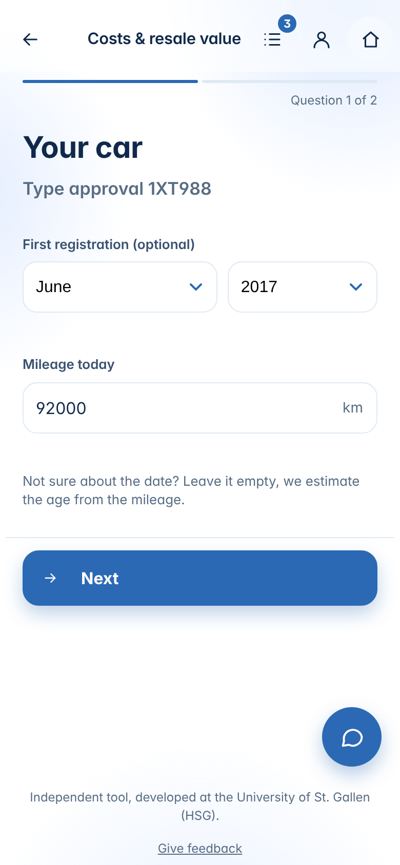 Costs & resale value
3
Question 1 of 2
Your car
Type approval 1XT988
First registration (optional)
June
2017
Mileage today
92000
km
Not sure about the date? Leave it empty, we estimate
the age from the mileage.
Next
Independent tool, developed at the University of St. Gallen
(HSG).
Give feedback